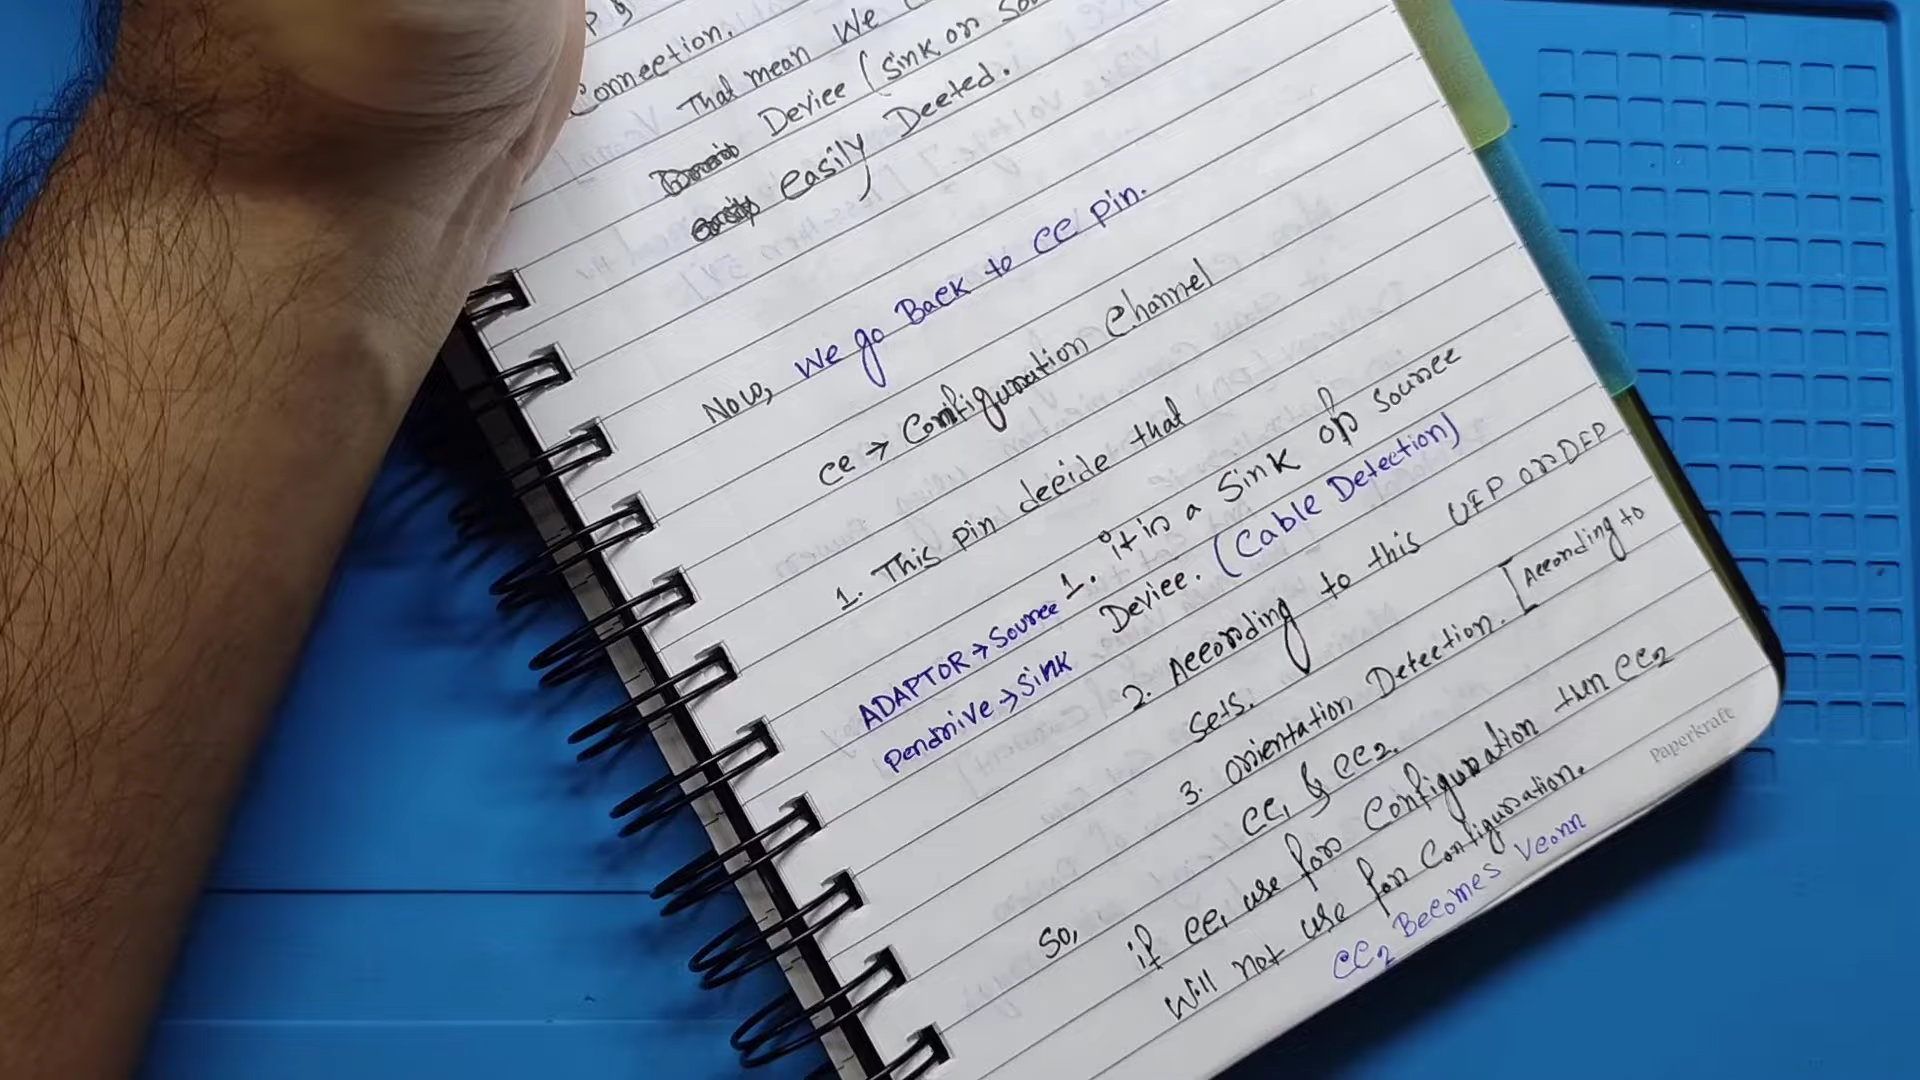 Connection.
That mean We
Device (Sink or So
easily Deeted.
Now, We go Back to CC pin.
CC → Configuration Channel
1. This pin decide that
1. it is a Sink of source
ADAPTOR → Source
Device. (Cable Detection)
Pendrive → Sink
2. According to this UFP or DFP
sets.
3. orientation Detection. [According to
CC1 & CC2.
So,
if CC1 use for Configuration then CC2
will not use for Configuration.
CC2 Becomes Vconn
Paperkraft